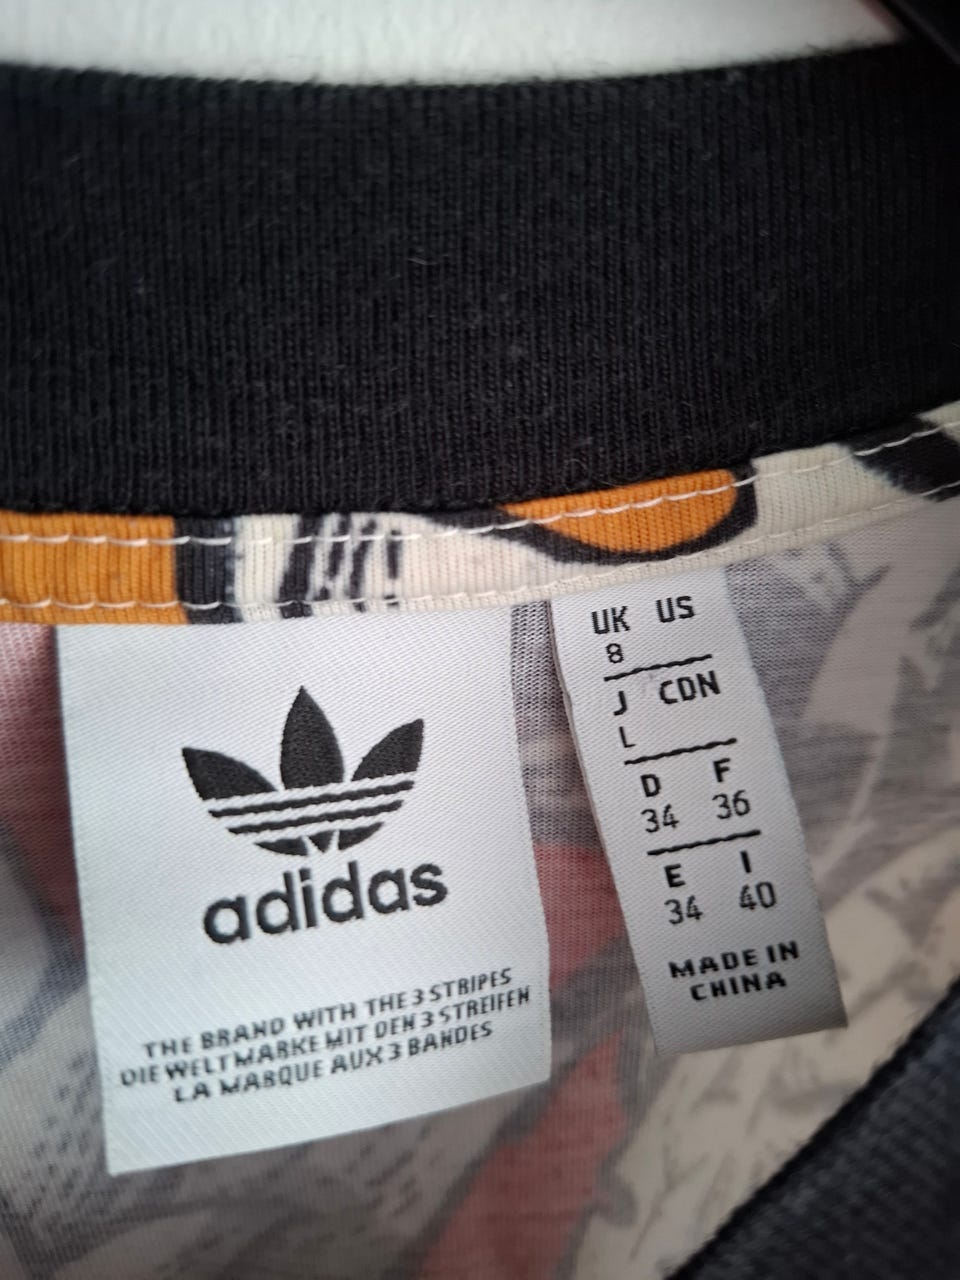 adidas
THE BRAND WITH THE 3 STRIPES
DIE WELTMARKE MIT DEN 3 STREIFEN
LA MARQUE AUX 3 BANDES
UK US
8
J CDN
L
D F
34 36
E I
34 40
MADE IN
CHINA